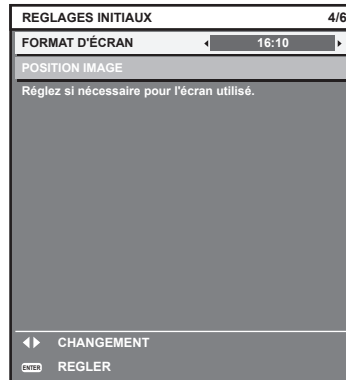 REGLAGES INITIAUX 4/6
FORMAT D'ÉCRAN 16:10
POSITION IMAGE
Réglez si nécessaire pour l'écran utilisé.
CHANGEMENT
ENTER REGLER